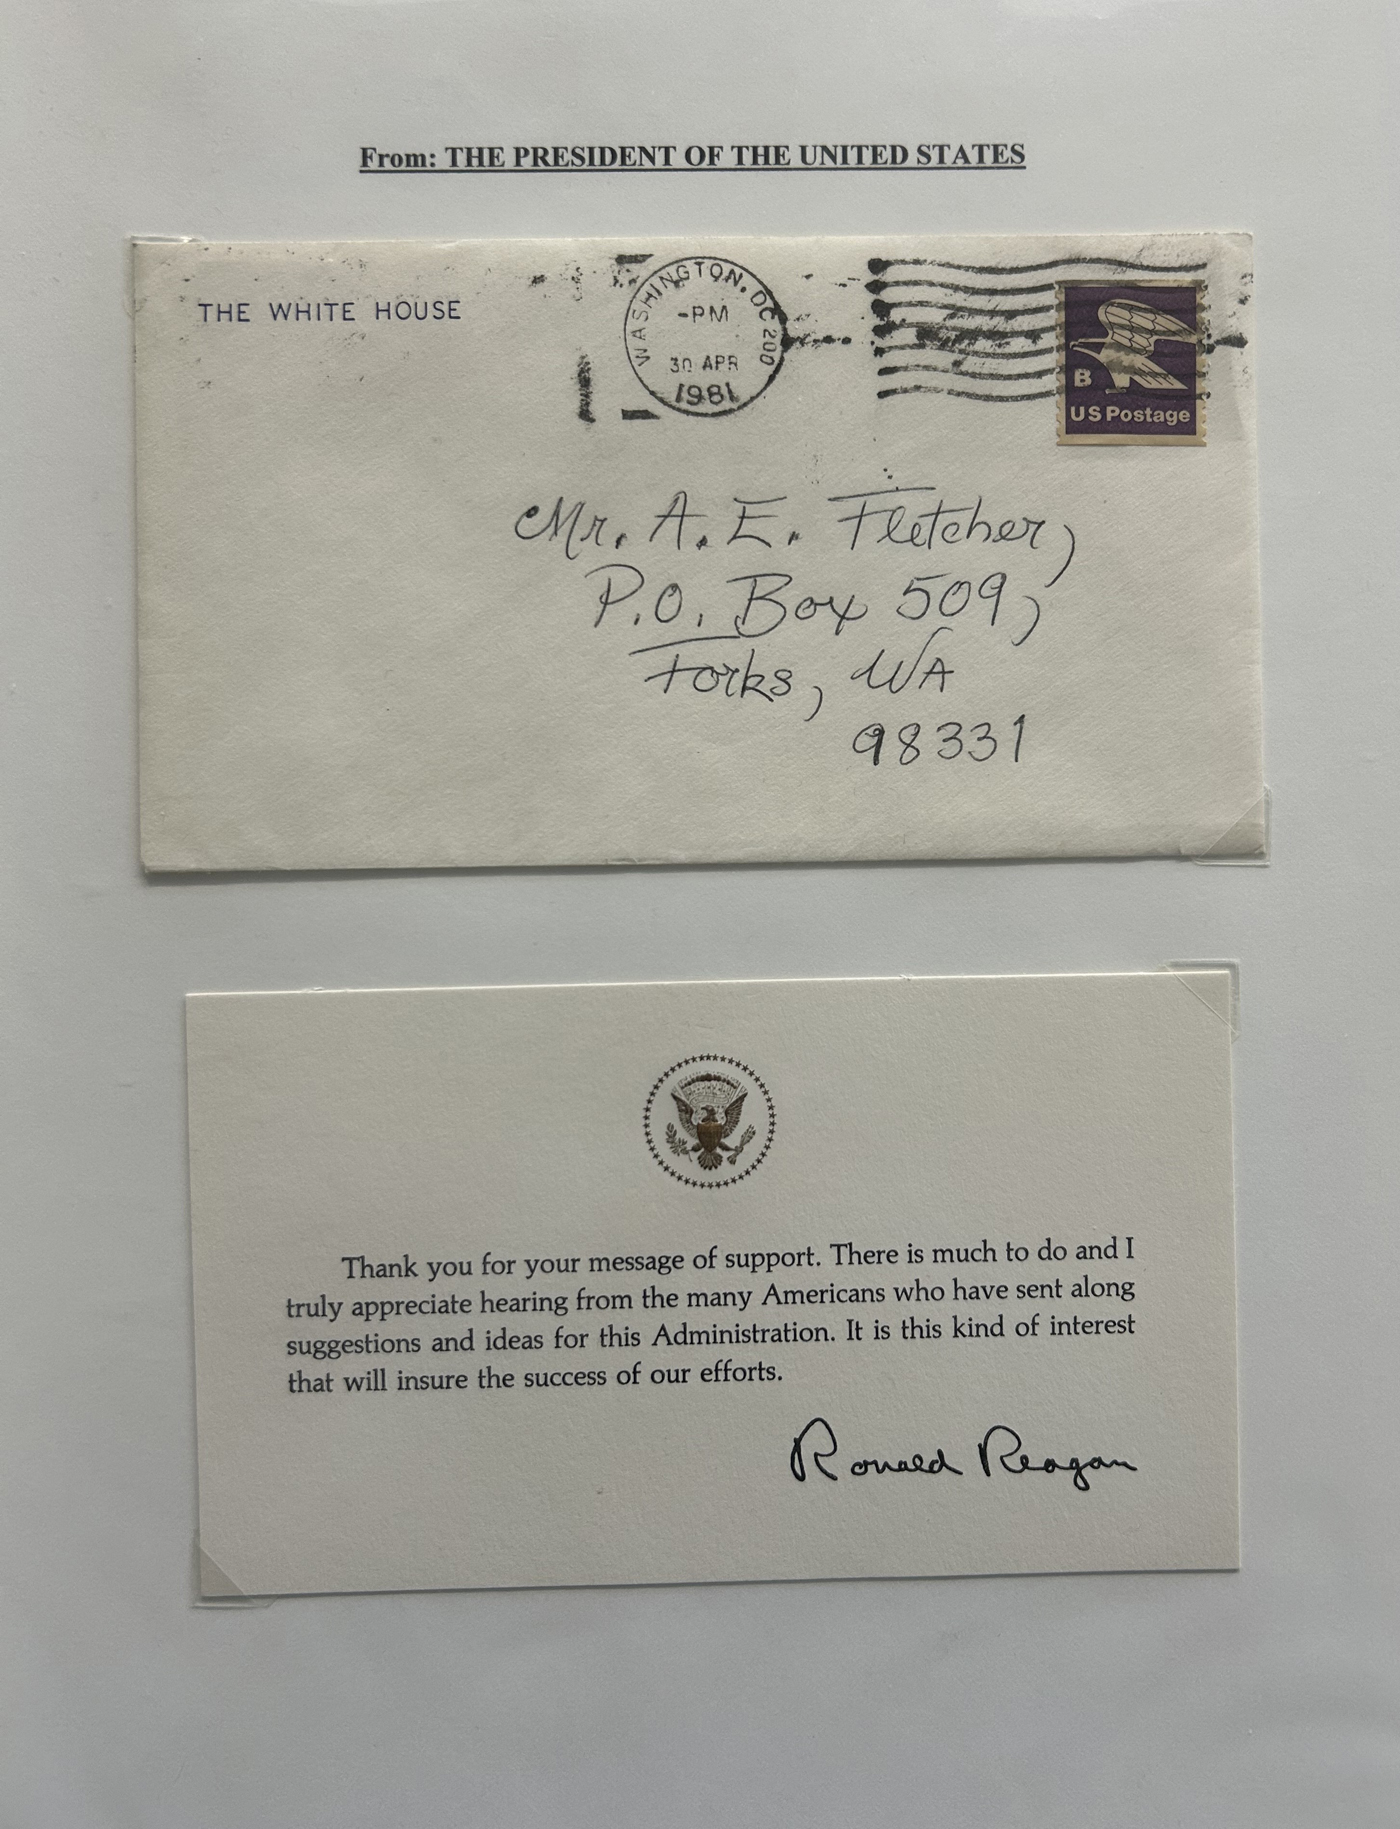 From: THE PRESIDENT OF THE UNITED STATES
THE WHITE HOUSE
WASHINGTON, DC 200
-PM
30 APR
1981
B
US Postage
Mr. A. E. Fletcher,
P.O. Box 509,
Forks, WA
98331
Thank you for your message of support. There is much to do and I
truly appreciate hearing from the many Americans who have sent along
suggestions and ideas for this Administration. It is this kind of interest
that will insure the success of our efforts.
Ronald Reagan